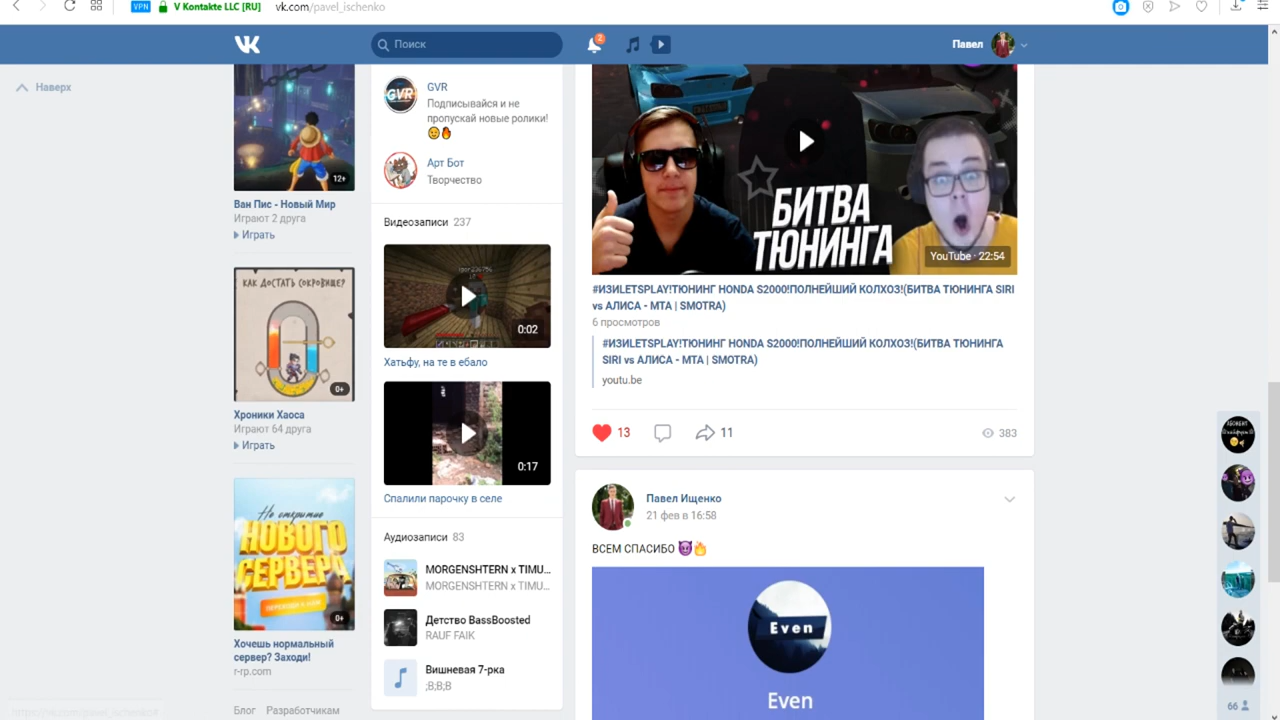 VPN V Kontakte LLC [RU] vk.com/pavel_ischenko
Поиск
2
Павел
Наверх
12+
Ван Пис - Новый Мир
Играют 2 друга
Играть
КАК ДОСТАТЬ СОКРОВИЩЕ?
0+
Хроники Хаоса
Играют 64 друга
Играть
На открытие
НОВОГО
СЕРВЕРА
0+
Хочешь нормальный
сервер? Заходи!
r-rp.com
Блог Разработчикам
GVR
GVR
Подписывайся и не
пропускай новые ролики!
Арт Бот
Творчество
Видеозаписи 237
0:02
Хатьфу, на те в ебало
0:17
Спалили парочку в селе
Аудиозаписи 83
MORGENSHTERN x TIMU...
MORGENSHTERN x TIMU...
Детство BassBoosted
RAUF FAIK
Вишневая 7-рка
;B;B;B
БИТВА
ТЮНИНГА
YouTube · 22:54
#ИЗИLETSPLAY!ТЮНИНГ HONDA S2000!ПОЛНЕЙШИЙ КОЛХОЗ!(БИТВА ТЮНИНГА SIRI
vs АЛИСА - MTA | SMOTRA)
6 просмотров
#ИЗИLETSPLAY!ТЮНИНГ HONDA S2000!ПОЛНЕЙШИЙ КОЛХОЗ!(БИТВА ТЮНИНГА
SIRI vs АЛИСА - MTA | SMOTRA)
youtu.be
13 11 383
Павел Ищенко
21 фев в 16:58
ВСЕМ СПАСИБО 😈🔥
Even
Even
66